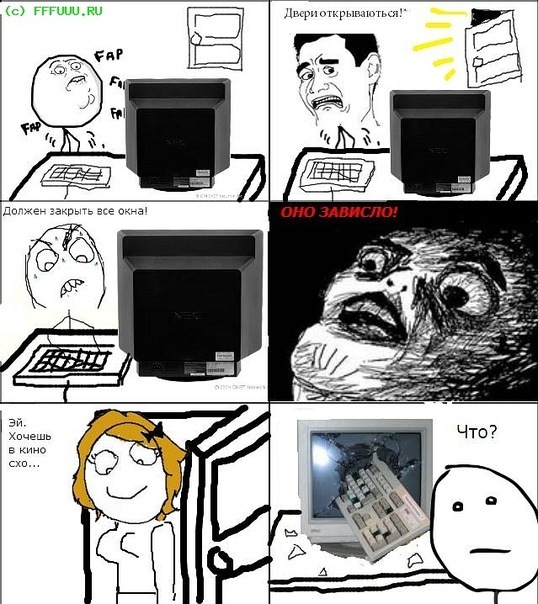 (c) FFFUUU.RU
FAP
FAP
Двери открываються!
Должен закрыть все окна!
ОНО ЗАВИСЛО!
Эй.
Хочешь
в кино
схо...
Что?